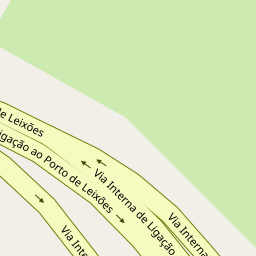 de Leixões
ligação ao Porto de Leixões
Via Interna de Ligação
Via Interna
Via Inte